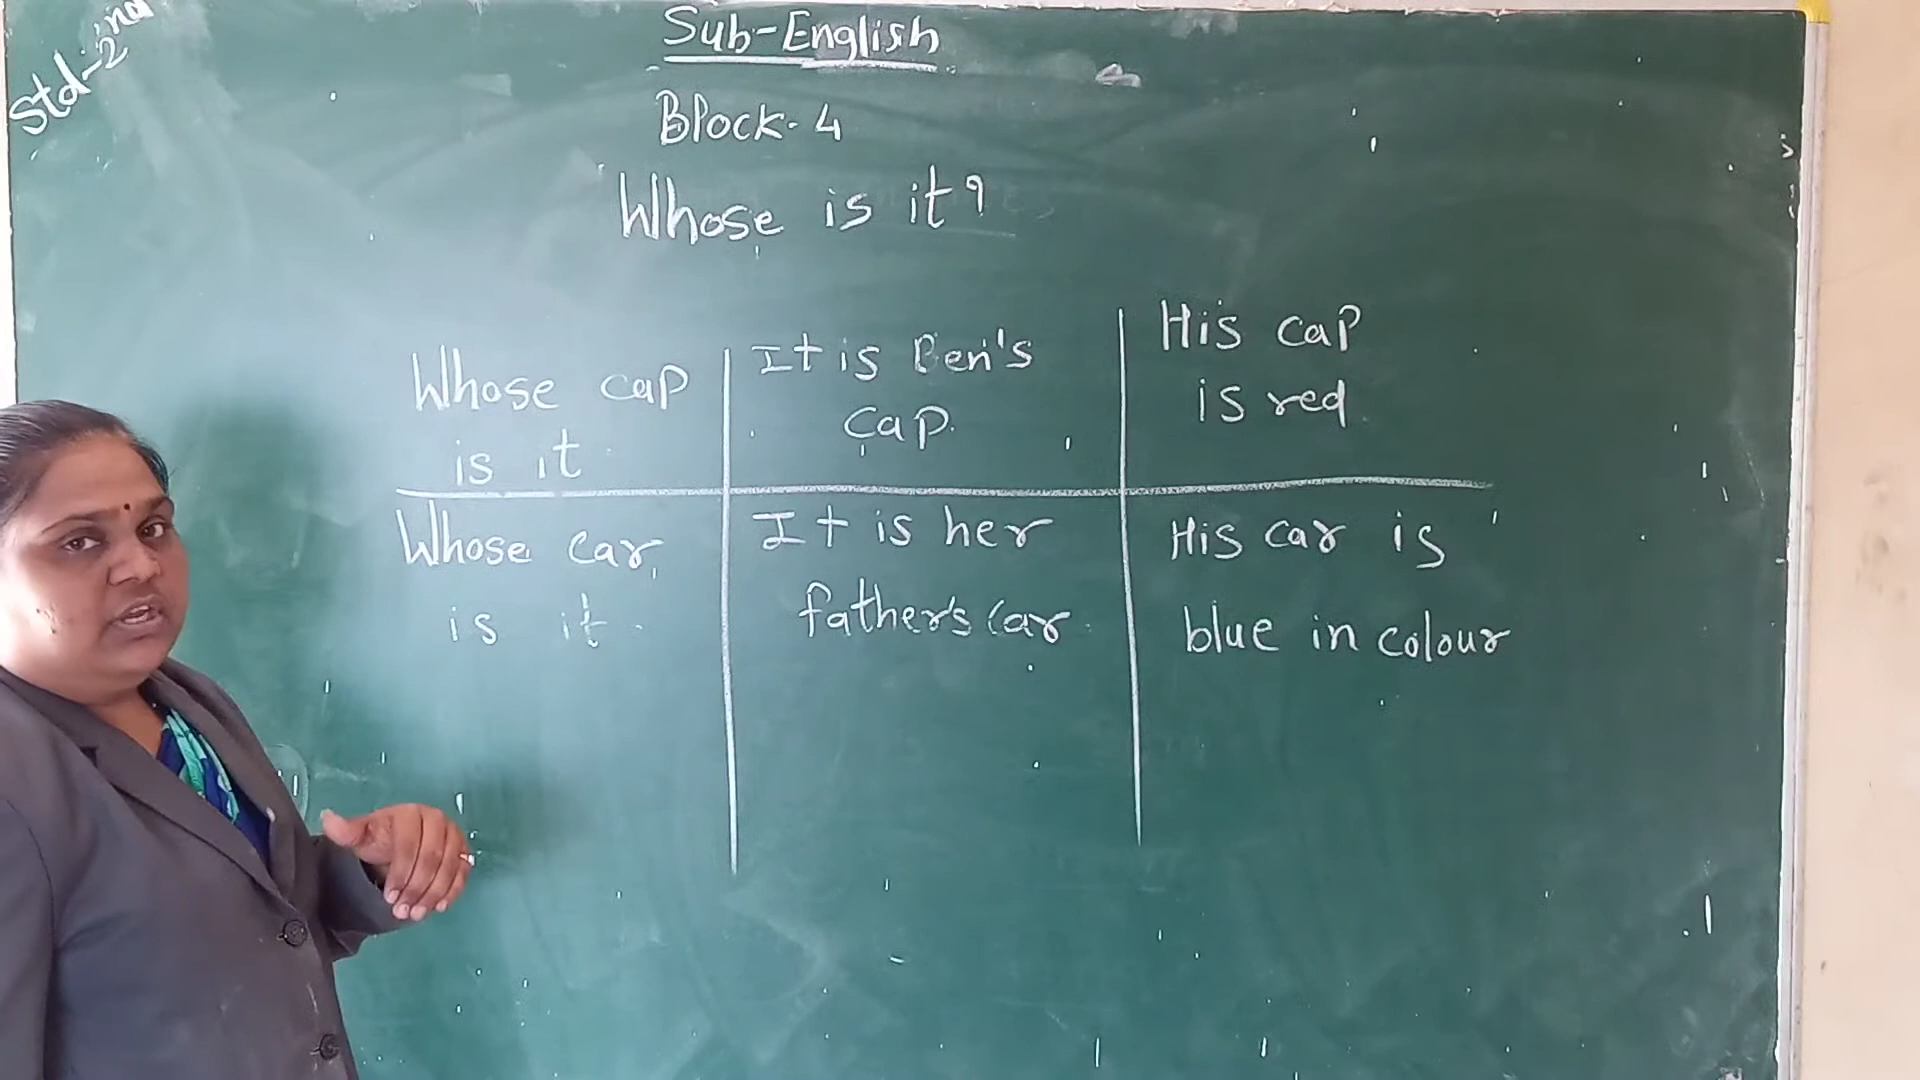 Std-2nd
Sub-English
Block-4
Whose is it?
Whose cap
is it
It is Ben's
cap.
His cap
is red
Whose car
is it.
It is her
father's car
His car is
blue in colour